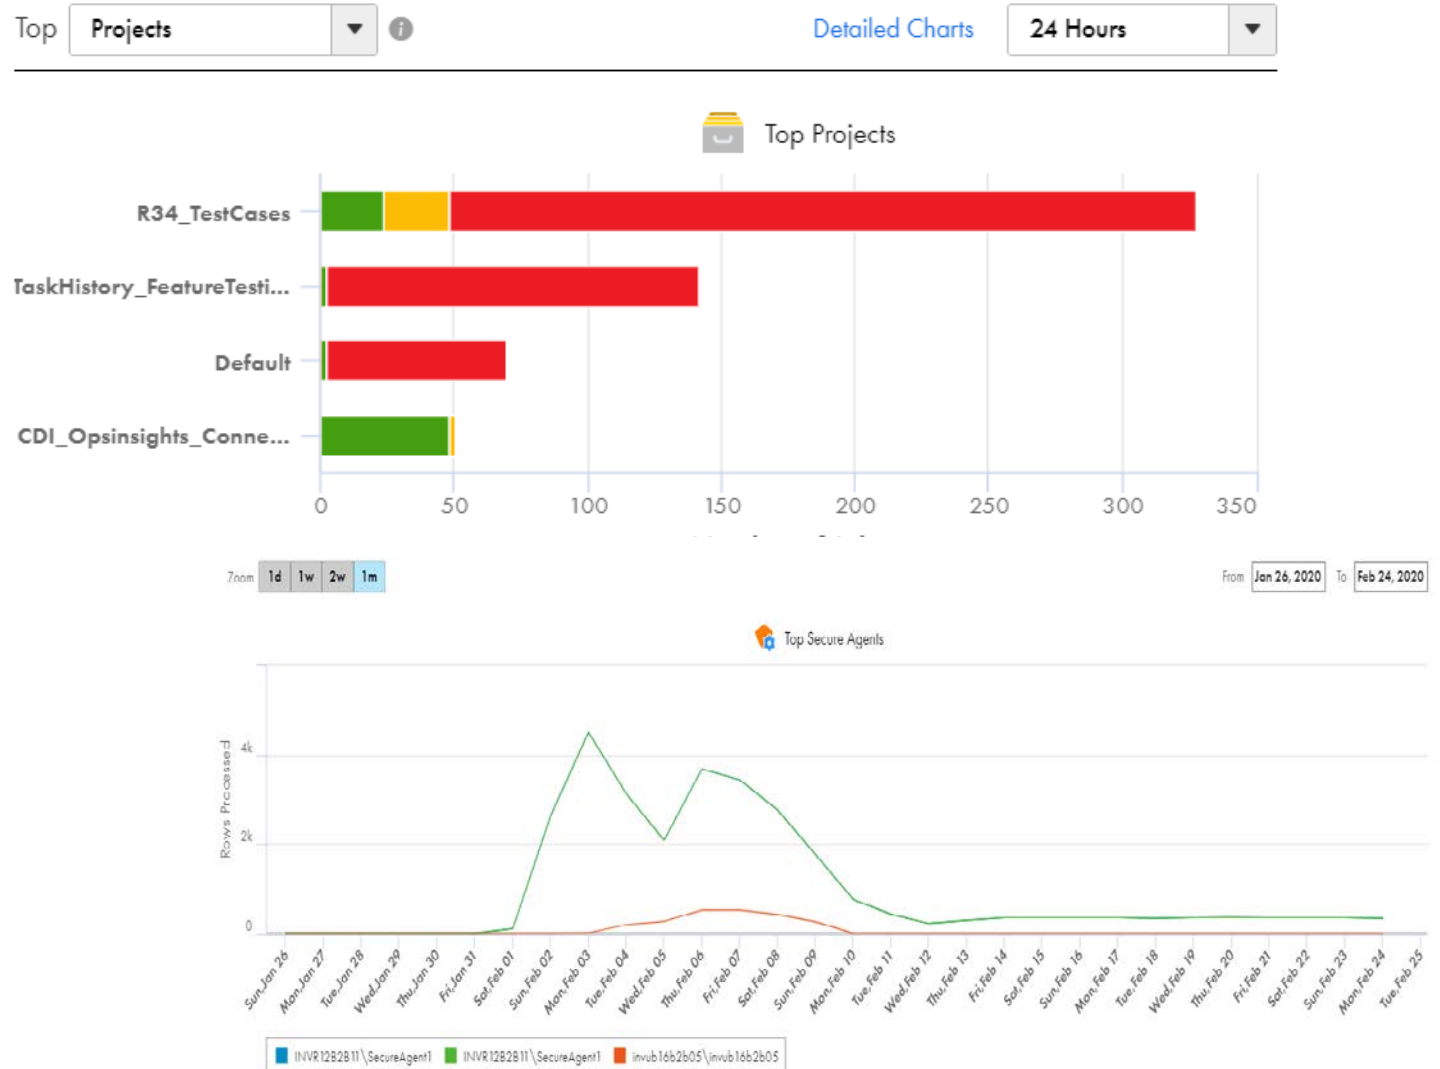 Top Projects Detailed Charts 24 Hours
Top Projects
R34_TestCases
TaskHistory_FeatureTesti...
Default
CDI_Opsinsights_Conne...
0 50 100 150 200 250 300 350
Zoom 1d 1w 2w 1m From Jan 26, 2020 To Feb 24, 2020
Top Secure Agents
Rows Processed
4k
2k
0
Sun,Jan 26 Mon,Jan 27 Tue,Jan 28 Wed,Jan 29 Thu,Jan 30 Fri,Jan 31 Sat,Feb 01 Sun,Feb 02 Mon,Feb 03 Tue,Feb 04 Wed,Feb 05 Thu,Feb 06 Fri,Feb 07 Sat,Feb 08 Sun,Feb 09 Mon,Feb 10 Tue,Feb 11 Wed,Feb 12 Thu,Feb 13 Fri,Feb 14 Sat,Feb 15 Sun,Feb 16 Mon,Feb 17 Tue,Feb 18 Wed,Feb 19 Thu,Feb 20 Fri,Feb 21 Sat,Feb 22 Sun,Feb 23 Mon,Feb 24 Tue,Feb 25
INVR12B2B11\SecureAgent1 INVR12B2B11\SecureAgent1 invub16b2b05\invub16b2b05